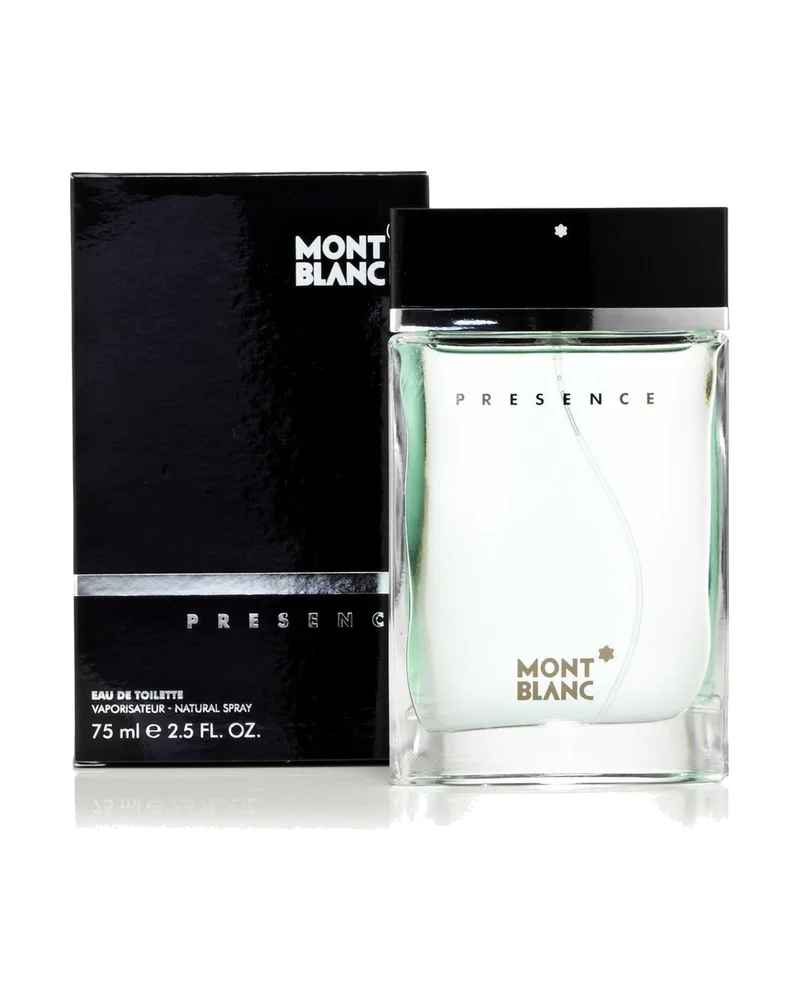 MONT
BLANC
PRESENC
EAU DE TOILETTE
VAPORISATEUR - NATURAL SPRAY
75 ml e 2.5 FL. OZ.
PRESENCE
MONT
BLANC